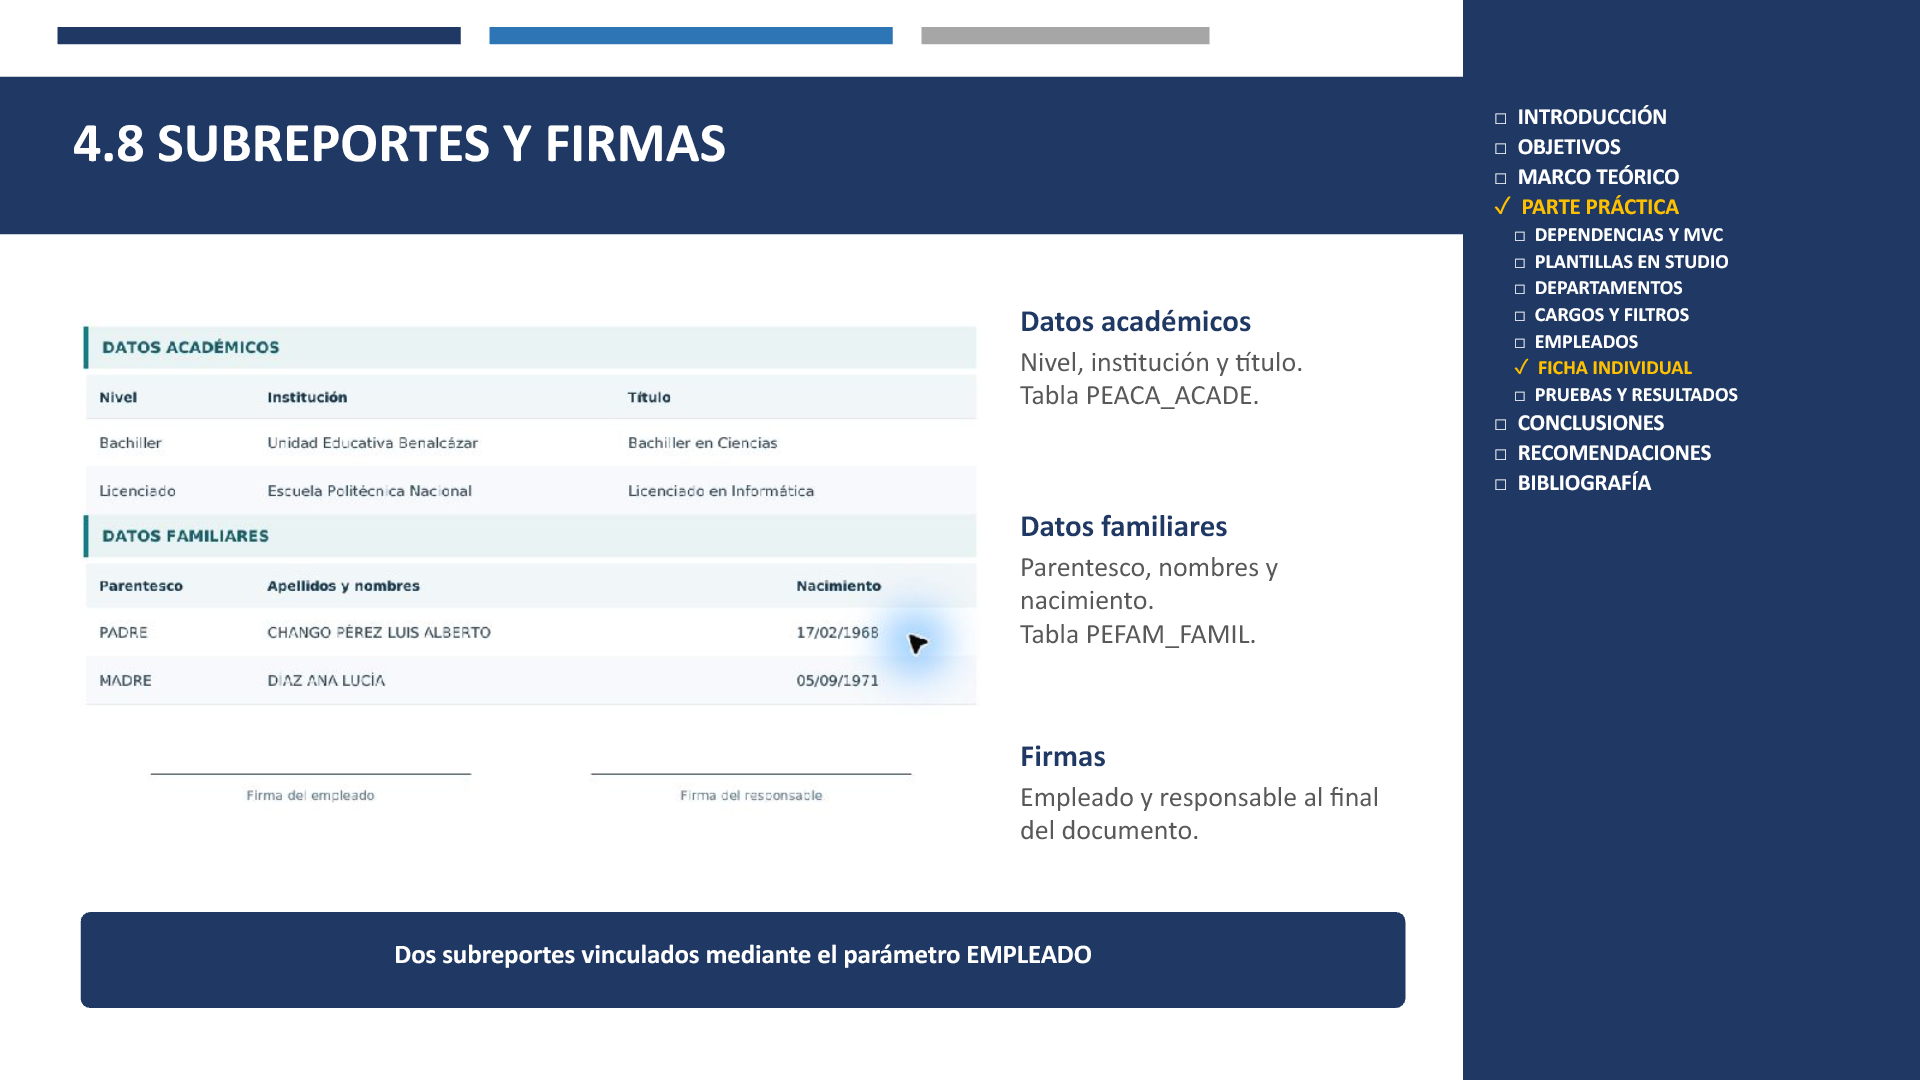 4.8 SUBREPORTES Y FIRMAS
DATOS ACADÉMICOS
Nivel Institución Título
Bachiller Unidad Educativa Benalcázar Bachiller en Ciencias
Licenciado Escuela Politécnica Nacional Licenciado en Informática
DATOS FAMILIARES
Parentesco Apellidos y nombres Nacimiento
PADRE CHANGO PÉREZ LUIS ALBERTO 17/02/1968
MADRE DÍAZ ANA LUCÍA 05/09/1971
Firma del empleado Firma del responsable
Datos académicos
Nivel, institución y título.
Tabla PEACA_ACADE.
Datos familiares
Parentesco, nombres y
nacimiento.
Tabla PEFAM_FAMIL.
Firmas
Empleado y responsable al final
del documento.
Dos subreportes vinculados mediante el parámetro EMPLEADO
□ INTRODUCCIÓN
□ OBJETIVOS
□ MARCO TEÓRICO
✓ PARTE PRÁCTICA
□ DEPENDENCIAS Y MVC
□ PLANTILLAS EN STUDIO
□ DEPARTAMENTOS
□ CARGOS Y FILTROS
□ EMPLEADOS
✓ FICHA INDIVIDUAL
□ PRUEBAS Y RESULTADOS
□ CONCLUSIONES
□ RECOMENDACIONES
□ BIBLIOGRAFÍA